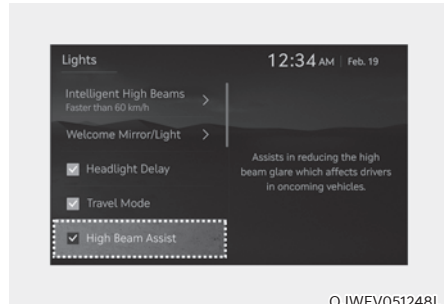 Lights
12:34 AM | Feb. 19
Intelligent High Beams
Faster than 60 km/h
Welcome Mirror/Light
Headlight Delay
Travel Mode
High Beam Assist
Assists in reducing the high
beam glare which affects drivers
in oncoming vehicles.
OJWEV051248L